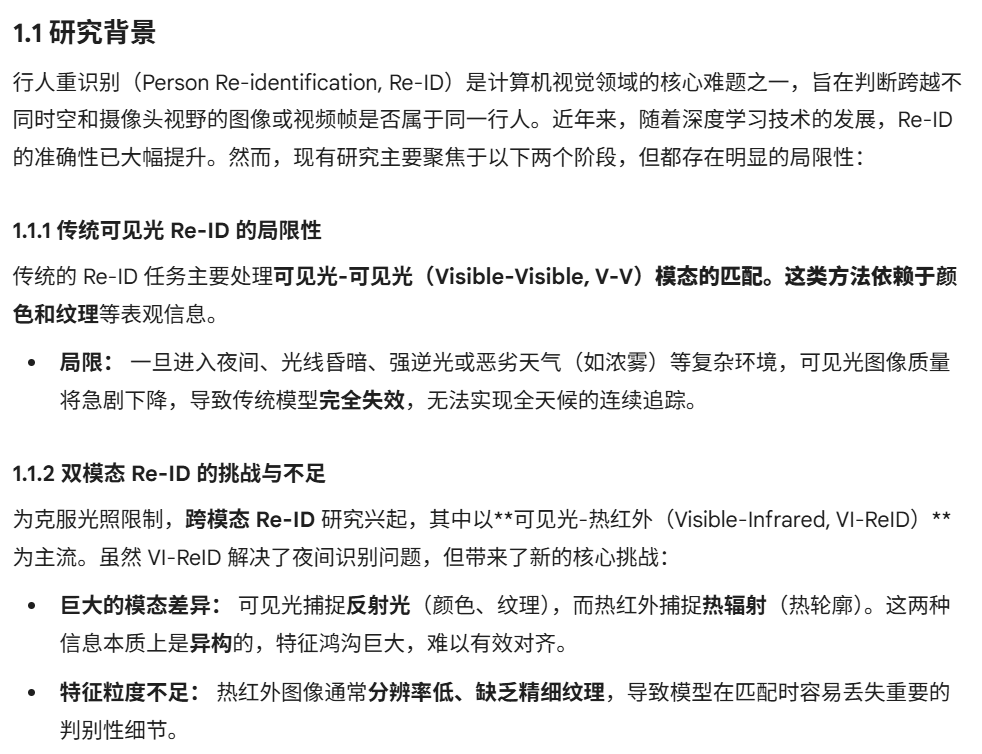 1.1 研究背景
行人重识别（Person Re-identification, Re-ID）是计算机视觉领域的核心难题之一，旨在判断跨越不
同时空和摄像头视野的图像或视频帧是否属于同一行人。近年来，随着深度学习技术的发展，Re-ID
的准确性已大幅提升。然而，现有研究主要聚焦于以下两个阶段，但都存在明显的局限性：
1.1.1 传统可见光 Re-ID 的局限性
传统的 Re-ID 任务主要处理可见光-可见光（Visible-Visible, V-V）模态的匹配。这类方法依赖于颜
色和纹理等表观信息。
• 局限： 一旦进入夜间、光线昏暗、强逆光或恶劣天气（如浓雾）等复杂环境，可见光图像质量
将急剧下降，导致传统模型完全失效，无法实现全天候的连续追踪。
1.1.2 双模态 Re-ID 的挑战与不足
为克服光照限制，跨模态 Re-ID 研究兴起，其中以**可见光-热红外（Visible-Infrared, VI-ReID）**
为主流。虽然 VI-ReID 解决了夜间识别问题，但带来了新的核心挑战：
• 巨大的模态差异： 可见光捕捉反射光（颜色、纹理），而热红外捕捉热辐射（热轮廓）。这两种
信息本质上是异构的，特征鸿沟巨大，难以有效对齐。
• 特征粒度不足： 热红外图像通常分辨率低、缺乏精细纹理，导致模型在匹配时容易丢失重要的
判别性细节。